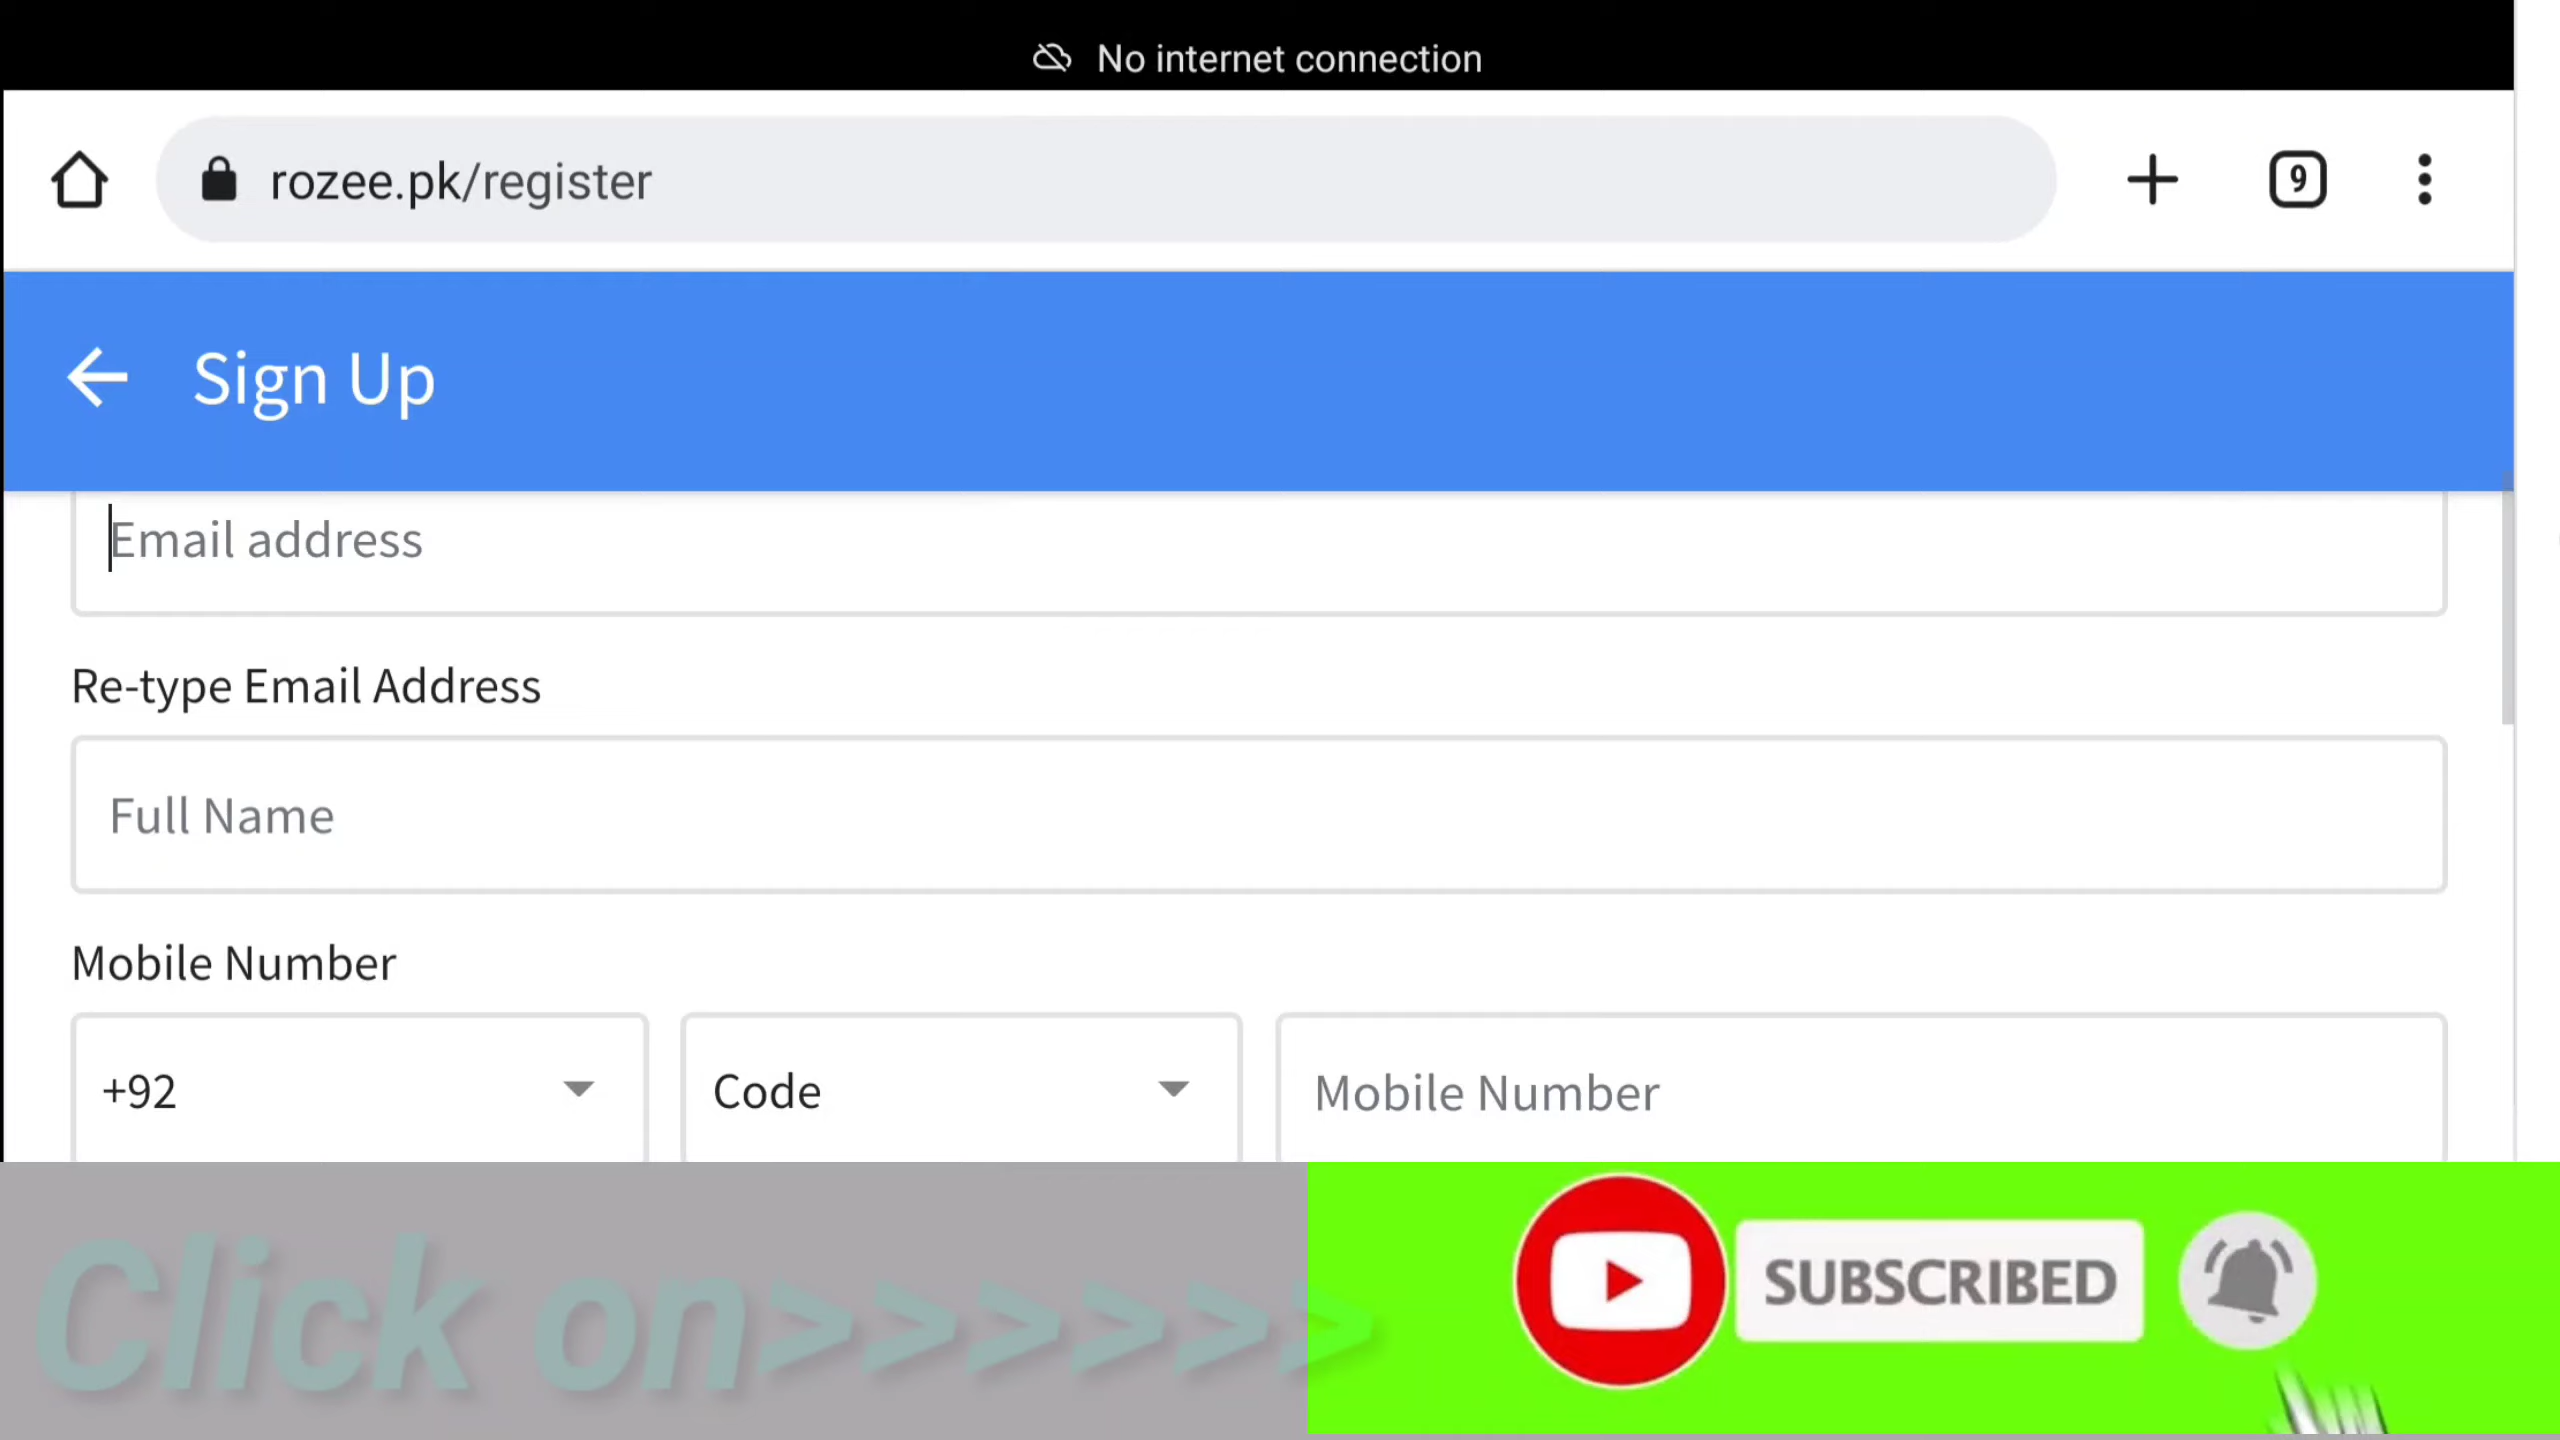 No internet connection
rozee.pk/register
9
Sign Up
Email address
Re-type Email Address
Full Name
Mobile Number
+92
Code
Mobile Number
Click on>>>>>>
SUBSCRIBED